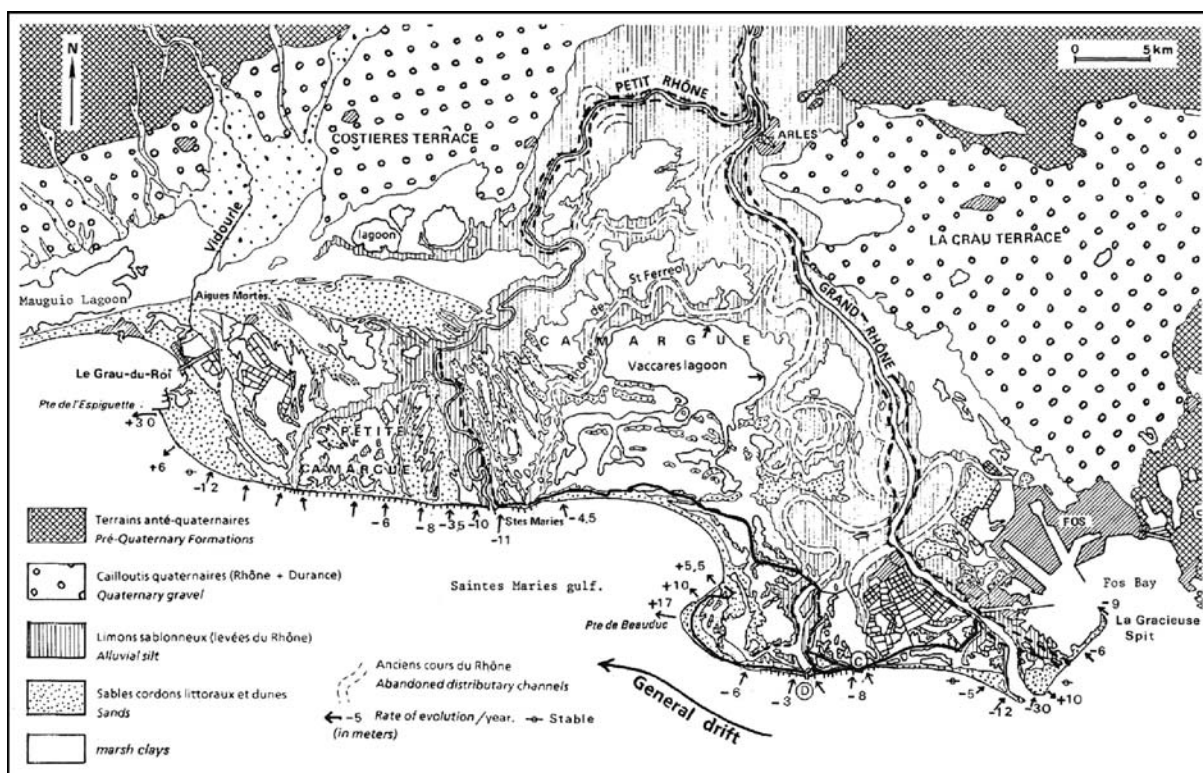 N
0 5 km
PETIT RHÔNE
ARLES
COSTIERES TERRACE
Vidourle
lagoon
LA CRAU TERRACE
St Ferreol
de
Rhône
GRAND-RHÔNE
Mauguio Lagoon
Aigues Mortes
CAMARGUE
Vaccares lagoon
Le Grau-du-Roi
Pte de l'Espiguette
+30
+6
-12
PETITE
CAMARGUE
-6
-8
-3,5
-10
-11
Stes Maries
-4,5
FOS
Fos Bay
-9
La Gracieuse
Spit
-6
+10
-30
-12
-5
Saintes Maries gulf.
+5,5
+10
+17
Pte de Beauduc
-6
-3
D
C
-8
General drift
Terrains anté-quaternaires
Pré-Quaternary Formations
Cailloutis quaternaires (Rhône + Durance)
Quaternary gravel
Limons sablonneux (levées du Rhône)
Alluvial silt
Sables cordons littoraux et dunes
Sands
marsh clays
Anciens cours du Rhône
Abandoned distributary channels
-5 Rate of evolution/year.
(in meters)
Stable